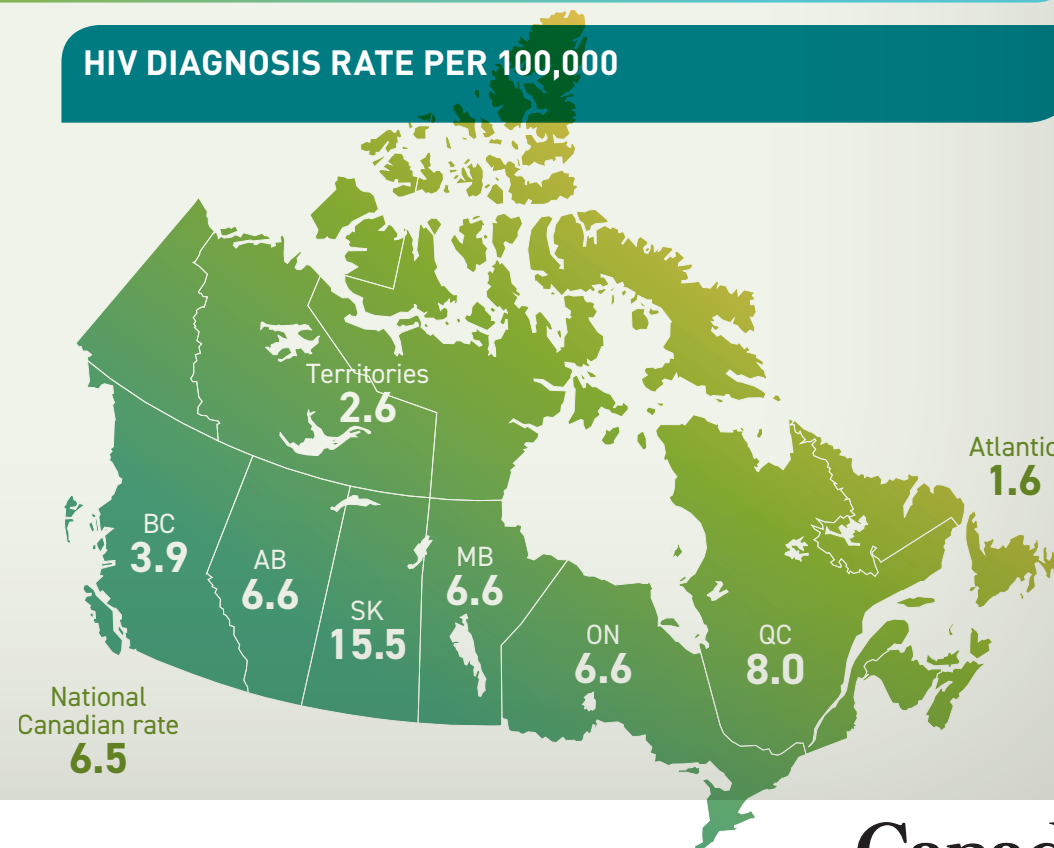 HIV DIAGNOSIS RATE PER 100,000
Territories
2.6
Atlantic
1.6
BC
3.9
AB
6.6
SK
15.5
MB
6.6
ON
6.6
QC
8.0
National
Canadian rate
6.5